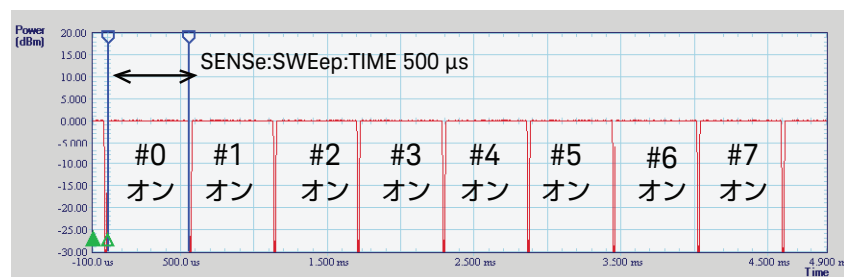 Power
(dBm)
20.00
15.00
10.00
5.000
0.000
-5.000
-10.00
-15.00
-20.00
-25.00
-30.00
SENSe:SWEep:TIME 500 µs
#0 #1 #2 #3 #4 #5 #6 #7
オン オン オン オン オン オン オン オン
-100.0 us 500.0 us 1.500 ms 2.500 ms 3.500 ms 4.500 ms 4.900 m
Time